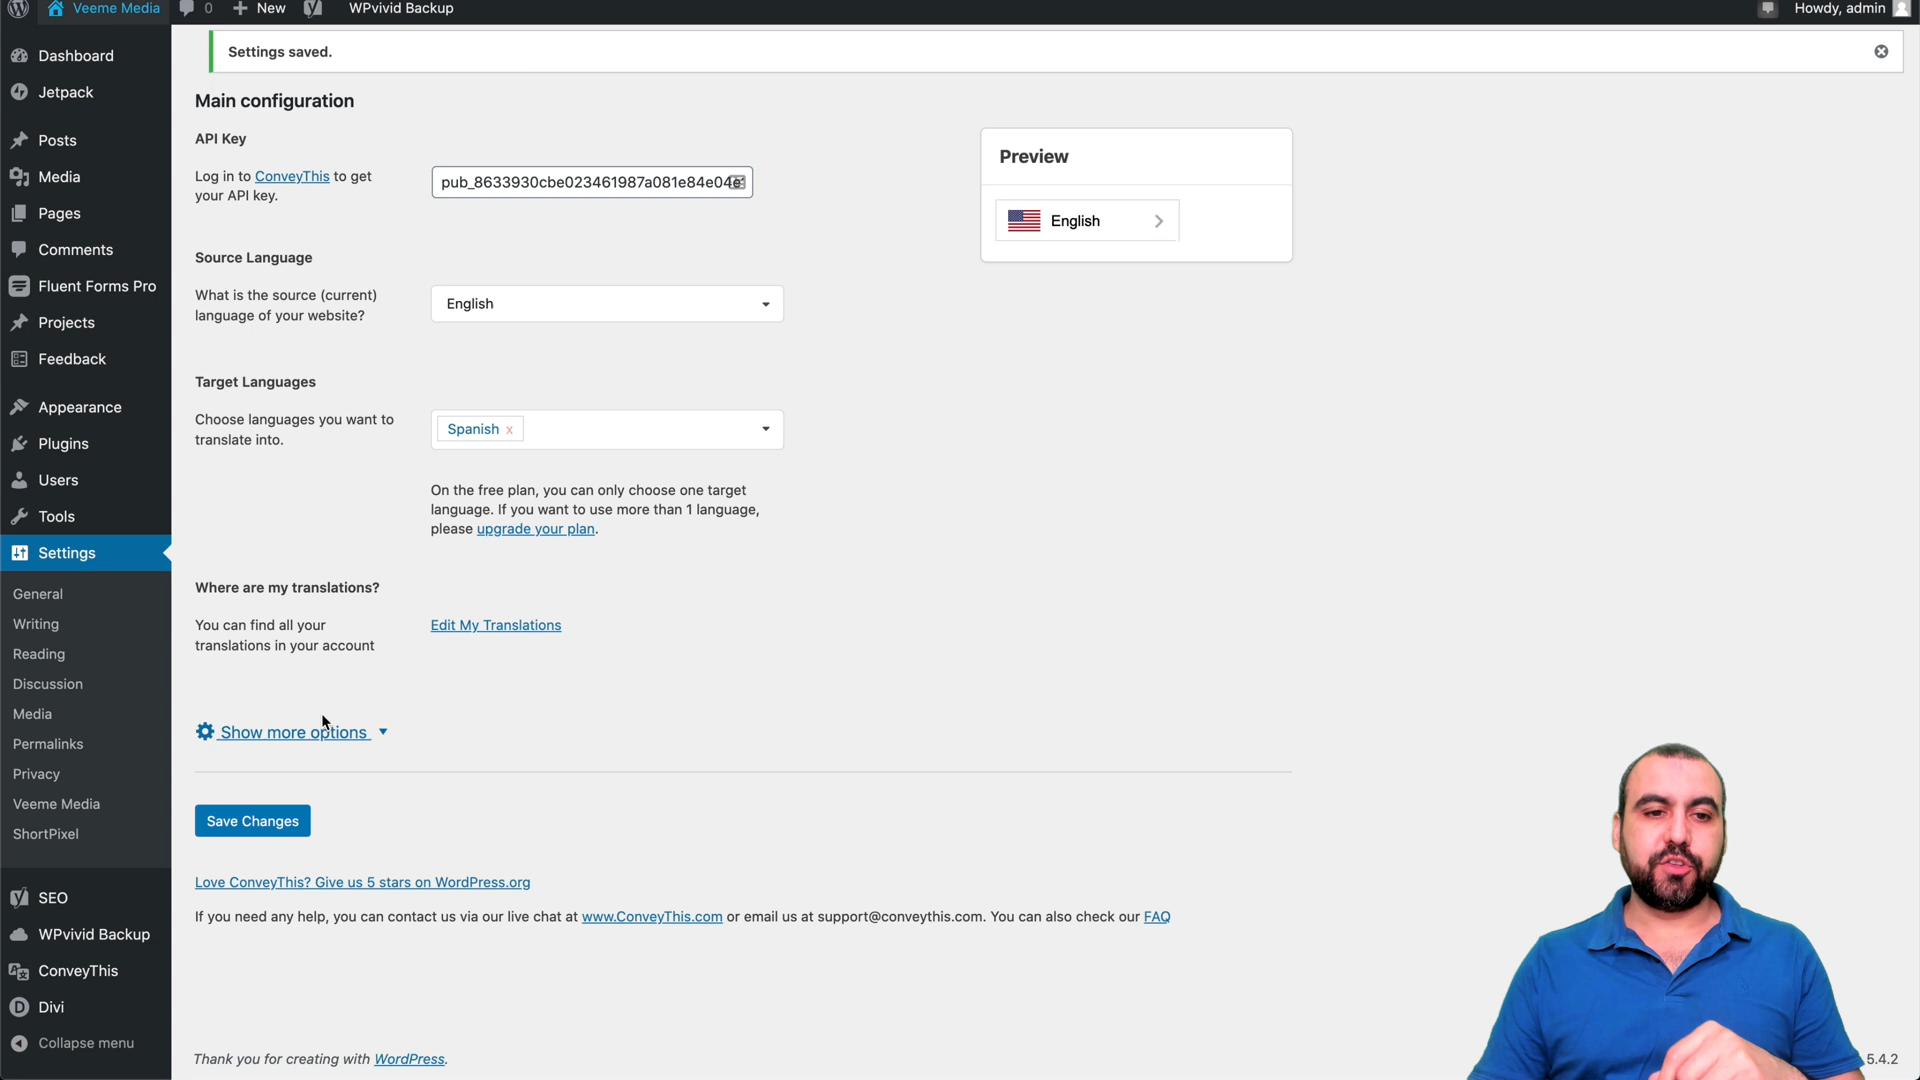 Veeme Media
0
New
WPvivid Backup
Howdy, admin
Dashboard
Jetpack
Posts
Media
Pages
Comments
Fluent Forms Pro
Projects
Feedback
Appearance
Plugins
Users
Tools
Settings
General
Writing
Reading
Discussion
Media
Permalinks
Privacy
Veeme Media
ShortPixel
SEO
WPvivid Backup
ConveyThis
Divi
Collapse menu
Settings saved.
Main configuration
API Key
Log in to ConveyThis to get
your API key.
pub_8633930cbe023461987a081e84e04e
Source Language
What is the source (current)
language of your website?
English
Target Languages
Choose languages you want to
translate into.
Spanish x
On the free plan, you can only choose one target
language. If you want to use more than 1 language,
please upgrade your plan.
Where are my translations?
You can find all your
translations in your account
Edit My Translations
Show more options
Save Changes
Love ConveyThis? Give us 5 stars on WordPress.org
If you need any help, you can contact us via our live chat at www.ConveyThis.com or email us at support@conveythis.com. You can also check our FAQ
Preview
English
Thank you for creating with WordPress.
5.4.2